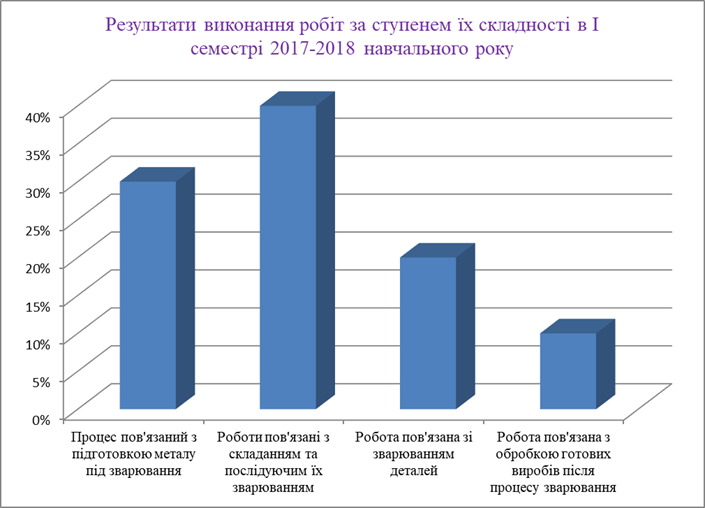 Результати виконання робіт за ступенем їх складності в І
семестрі 2017-2018 навчального року
40%
35%
30%
25%
20%
15%
10%
5%
0%
Процес пов'язаний з
підготовкою металу
під зварювання
Роботи пов'язані з
складанням та
послідуючим їх
зварюванням
Робота пов'язана зі
зварюванням
деталей
Робота пов'язана з
обробкою готових
виробів після
процесу зварювання